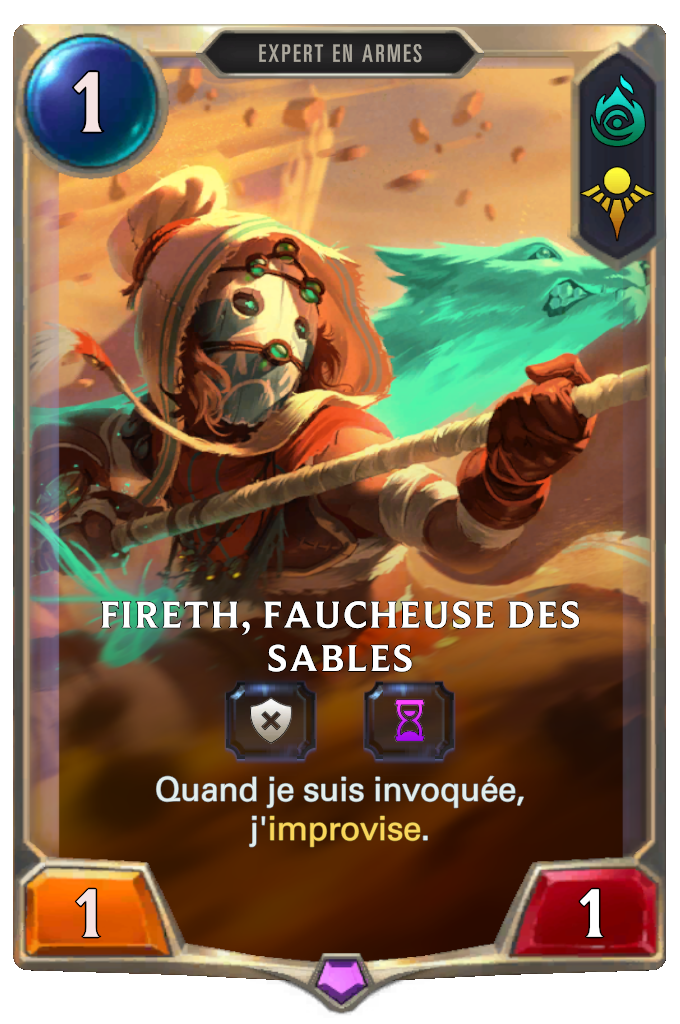 1
EXPERT EN ARMES
FIRETH, FAUCHEUSE DES
SABLES
Quand je suis invoquée,
j'improvise.
1
1